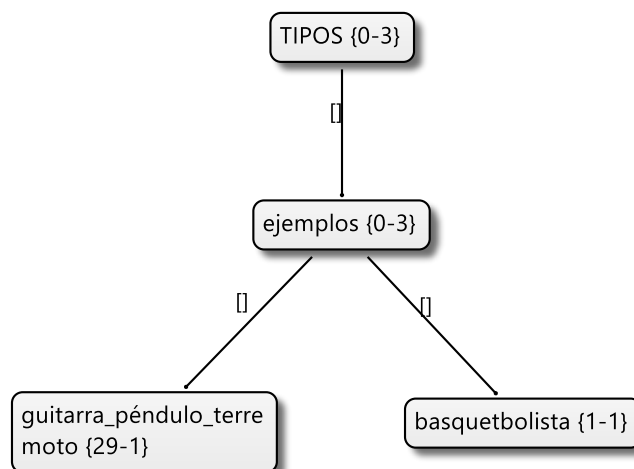 TIPOS {0-3}
[]
ejemplos {0-3}
[]
[]
guitarra_péndulo_terre
moto {29-1}
basquetbolista {1-1}